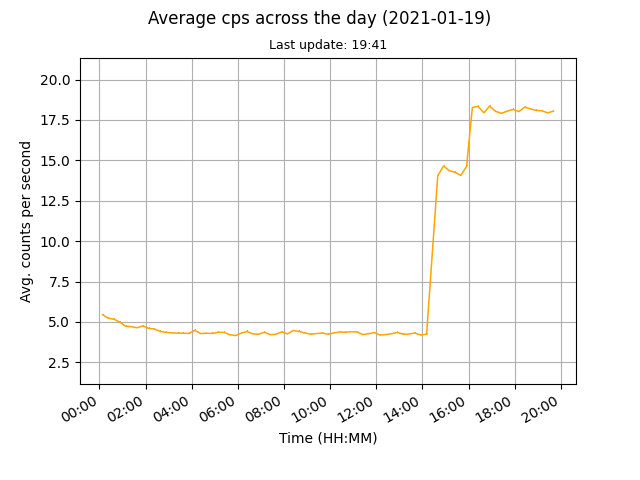 Average cps across the day (2021-01-19)
Last update: 19:41
20.0
17.5
15.0
12.5
10.0
7.5
5.0
2.5
Avg. counts per second
00:00 02:00 04:00 06:00 08:00 10:00 12:00 14:00 16:00 18:00 20:00
Time (HH:MM)